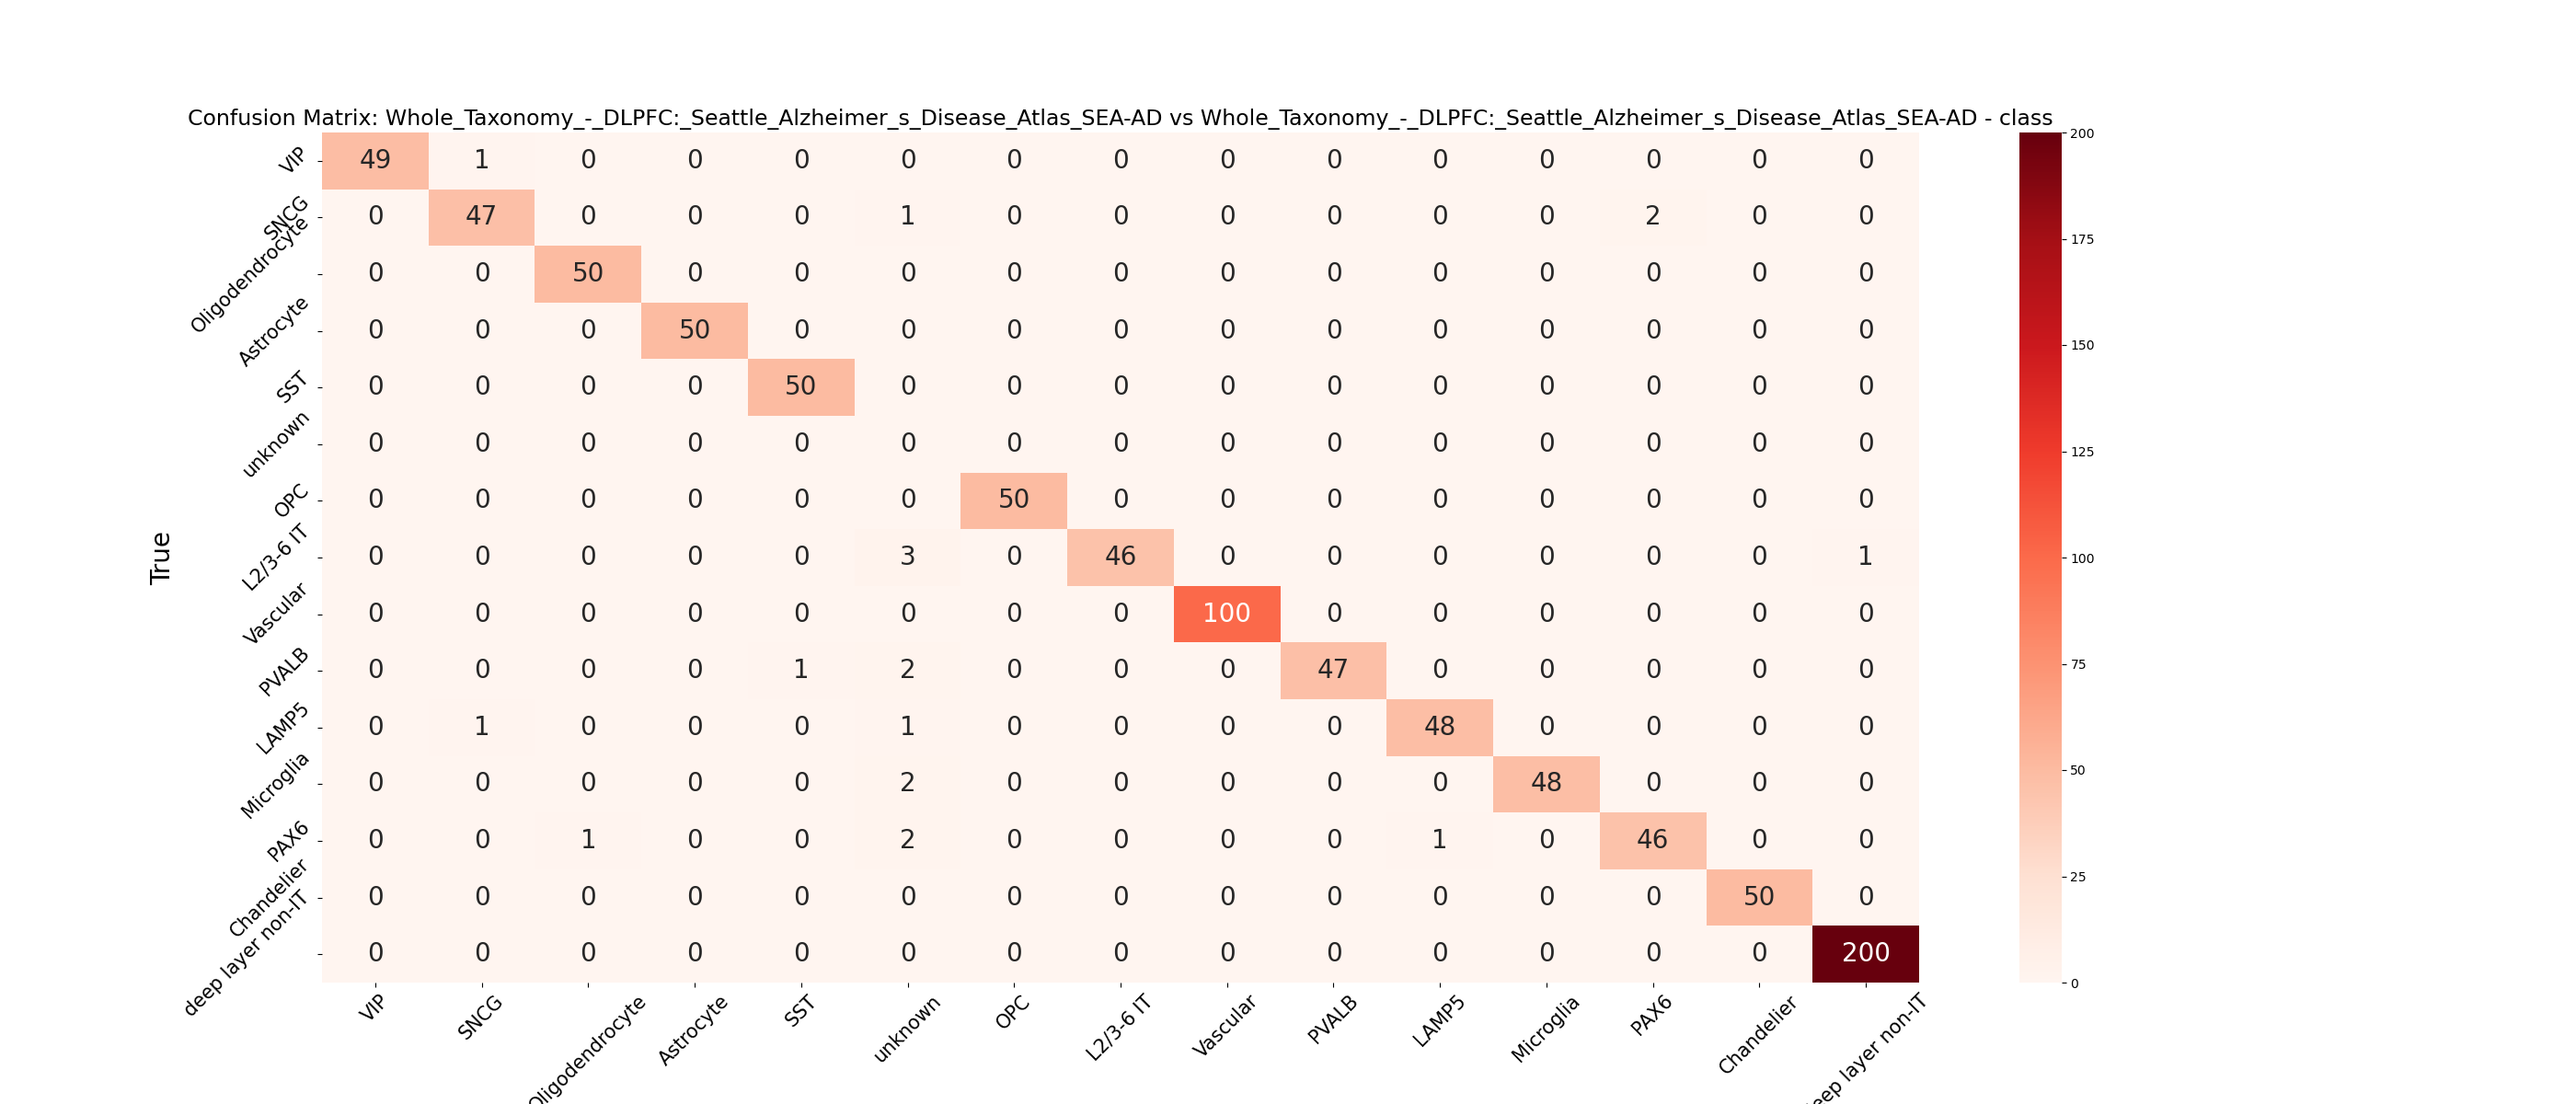 Confusion Matrix: Whole_Taxonomy_-_DLPFC:_Seattle_Alzheimer_s_Disease_Atlas_SEA-AD vs Whole_Taxonomy_-_DLPFC:_Seattle_Alzheimer_s_Disease_Atlas_SEA-AD - class
True
VIP 49 1 0 0 0 0 0 0 0 0 0 0 0 0 0
SNCG 0 47 0 0 0 1 0 0 0 0 0 0 2 0 0
Oligodendrocyte 0 0 50 0 0 0 0 0 0 0 0 0 0 0 0
Astrocyte 0 0 0 50 0 0 0 0 0 0 0 0 0 0 0
SST 0 0 0 0 50 0 0 0 0 0 0 0 0 0 0
unknown 0 0 0 0 0 0 0 0 0 0 0 0 0 0 0
OPC 0 0 0 0 0 0 50 0 0 0 0 0 0 0 0
L2/3-6 IT 0 0 0 0 0 3 0 46 0 0 0 0 0 0 1
Vascular 0 0 0 0 0 0 0 0 100 0 0 0 0 0 0
PVALB 0 0 0 0 1 2 0 0 0 47 0 0 0 0 0
LAMP5 0 1 0 0 0 1 0 0 0 0 48 0 0 0 0
Microglia 0 0 0 0 0 2 0 0 0 0 0 48 0 0 0
PAX6 0 0 1 0 0 2 0 0 0 0 1 0 46 0 0
Chandelier 0 0 0 0 0 0 0 0 0 0 0 0 0 50 0
deep layer non-IT 0 0 0 0 0 0 0 0 0 0 0 0 0 0 200
VIP SNCG Oligodendrocyte Astrocyte SST unknown OPC L2/3-6 IT Vascular PVALB LAMP5 Microglia PAX6 Chandelier layer non-IT
200
175
150
125
100
75
50
25
0